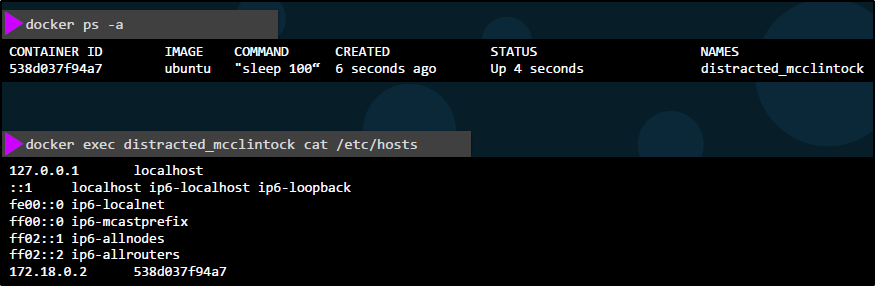 docker ps -a
CONTAINER ID IMAGE COMMAND CREATED STATUS NAMES
538d037f94a7 ubuntu "sleep 100“ 6 seconds ago Up 4 seconds distracted_mcclintock
docker exec distracted_mcclintock cat /etc/hosts
127.0.0.1 localhost
::1 localhost ip6-localhost ip6-loopback
fe00::0 ip6-localnet
ff00::0 ip6-mcastprefix
ff02::1 ip6-allnodes
ff02::2 ip6-allrouters
172.18.0.2 538d037f94a7